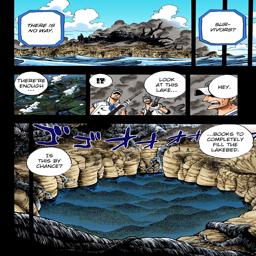 SUR-
VIVORS?
THERE IS
NO WAY.
HEY.
LOOK
AT THIS
LAKE...
!?
THERE'RE
ENOUGH
...
...BOOKS TO
COMPLETELY
FILL THE
LAKEBED.
IS
THIS BY
CHANCE?